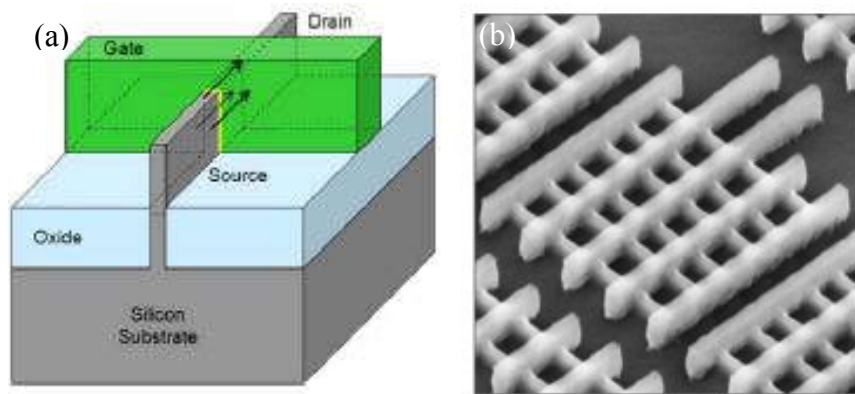 (a)
Drain
Gate
Source
Oxide
Silicon
Substrate
(b)